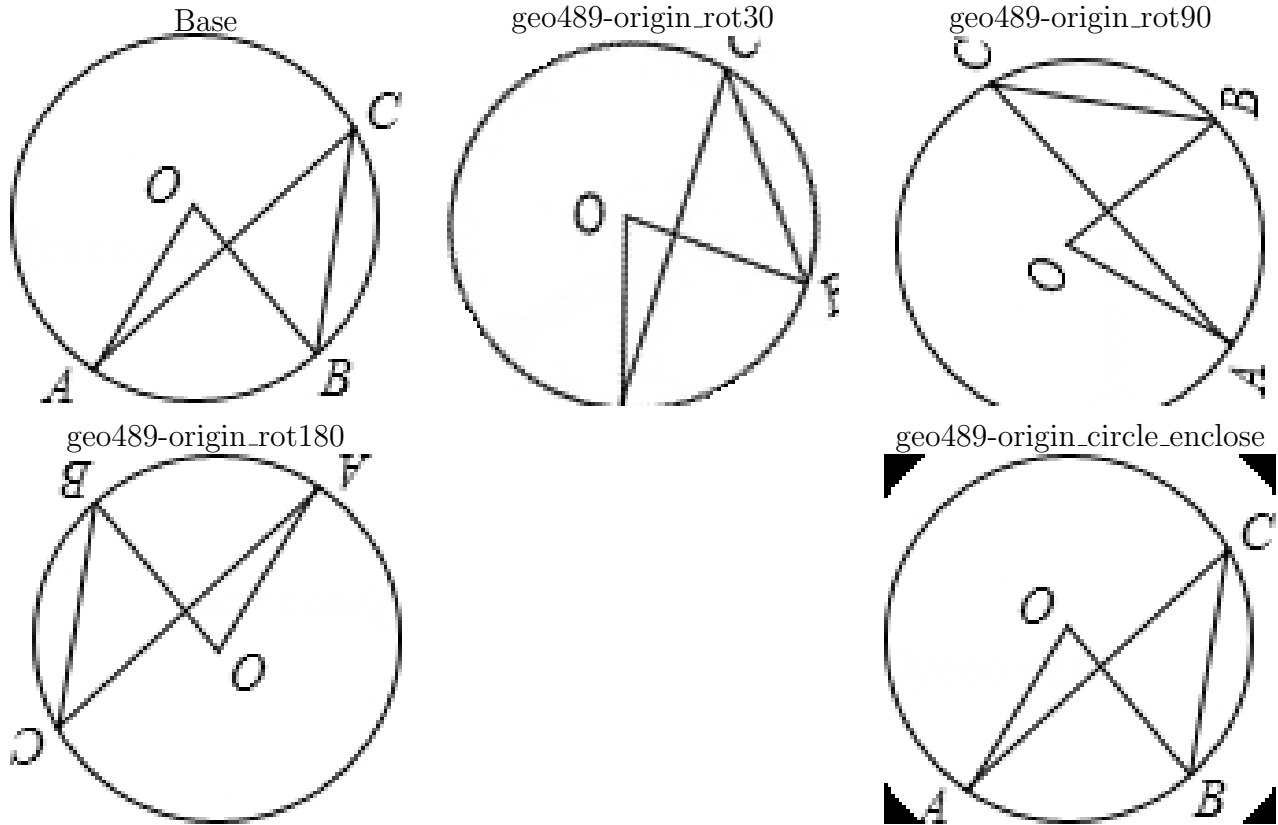 Base
geo489-origin_rot30
geo489-origin_rot90
C
O
A
B
C
O
C
B
O
A
geo489-origin_rot180
geo489-origin_circle_enclose
B
A
O
C
C
O
A
B